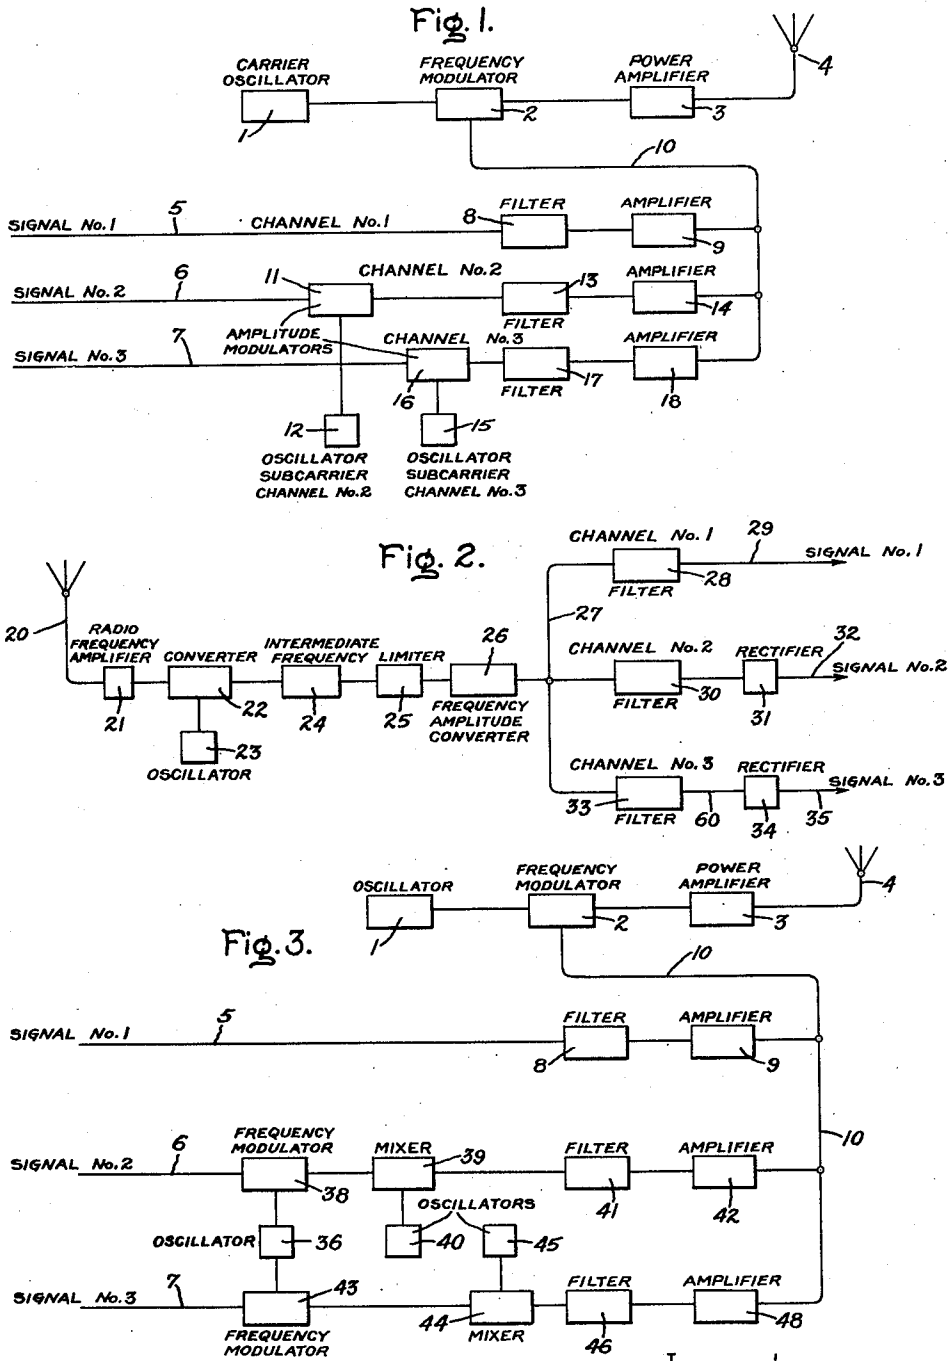 Fig. 1.
CARRIER
OSCILLATOR
1
FREQUENCY
MODULATOR
2
POWER
AMPLIFIER
3
4
10
SIGNAL No.1
5
CHANNEL No.1
8
FILTER
AMPLIFIER
9
SIGNAL No.2
6
11
CHANNEL No.2
13
FILTER
AMPLIFIER
14
AMPLITUDE
MODULATORS
SIGNAL No.3
7
CHANNEL No.3
16
17
FILTER
AMPLIFIER
18
12
OSCILLATOR
SUBCARRIER
CHANNEL No.2
15
OSCILLATOR
SUBCARRIER
CHANNEL No.3
Fig. 2.
20
RADIO
FREQUENCY
AMPLIFIER
21
CONVERTER
22
23
OSCILLATOR
INTERMEDIATE
FREQUENCY
24
LIMITER
25
26
FREQUENCY
AMPLITUDE
CONVERTER
27
CHANNEL No.1
28
FILTER
29
SIGNAL No.1
CHANNEL No.2
30
FILTER
RECTIFIER
31
32
SIGNAL No.2
CHANNEL No.3
33
FILTER
60
RECTIFIER
34
35
SIGNAL No.3
Fig. 3.
OSCILLATOR
1
FREQUENCY
MODULATOR
2
POWER
AMPLIFIER
3
4
10
SIGNAL No.1
5
FILTER
8
AMPLIFIER
9
10
SIGNAL No.2
6
FREQUENCY
MODULATOR
38
MIXER
39
FILTER
41
AMPLIFIER
42
OSCILLATOR
36
OSCILLATORS
40
45
SIGNAL No.3
7
43
FREQUENCY
MODULATOR
44
MIXER
FILTER
46
AMPLIFIER
48